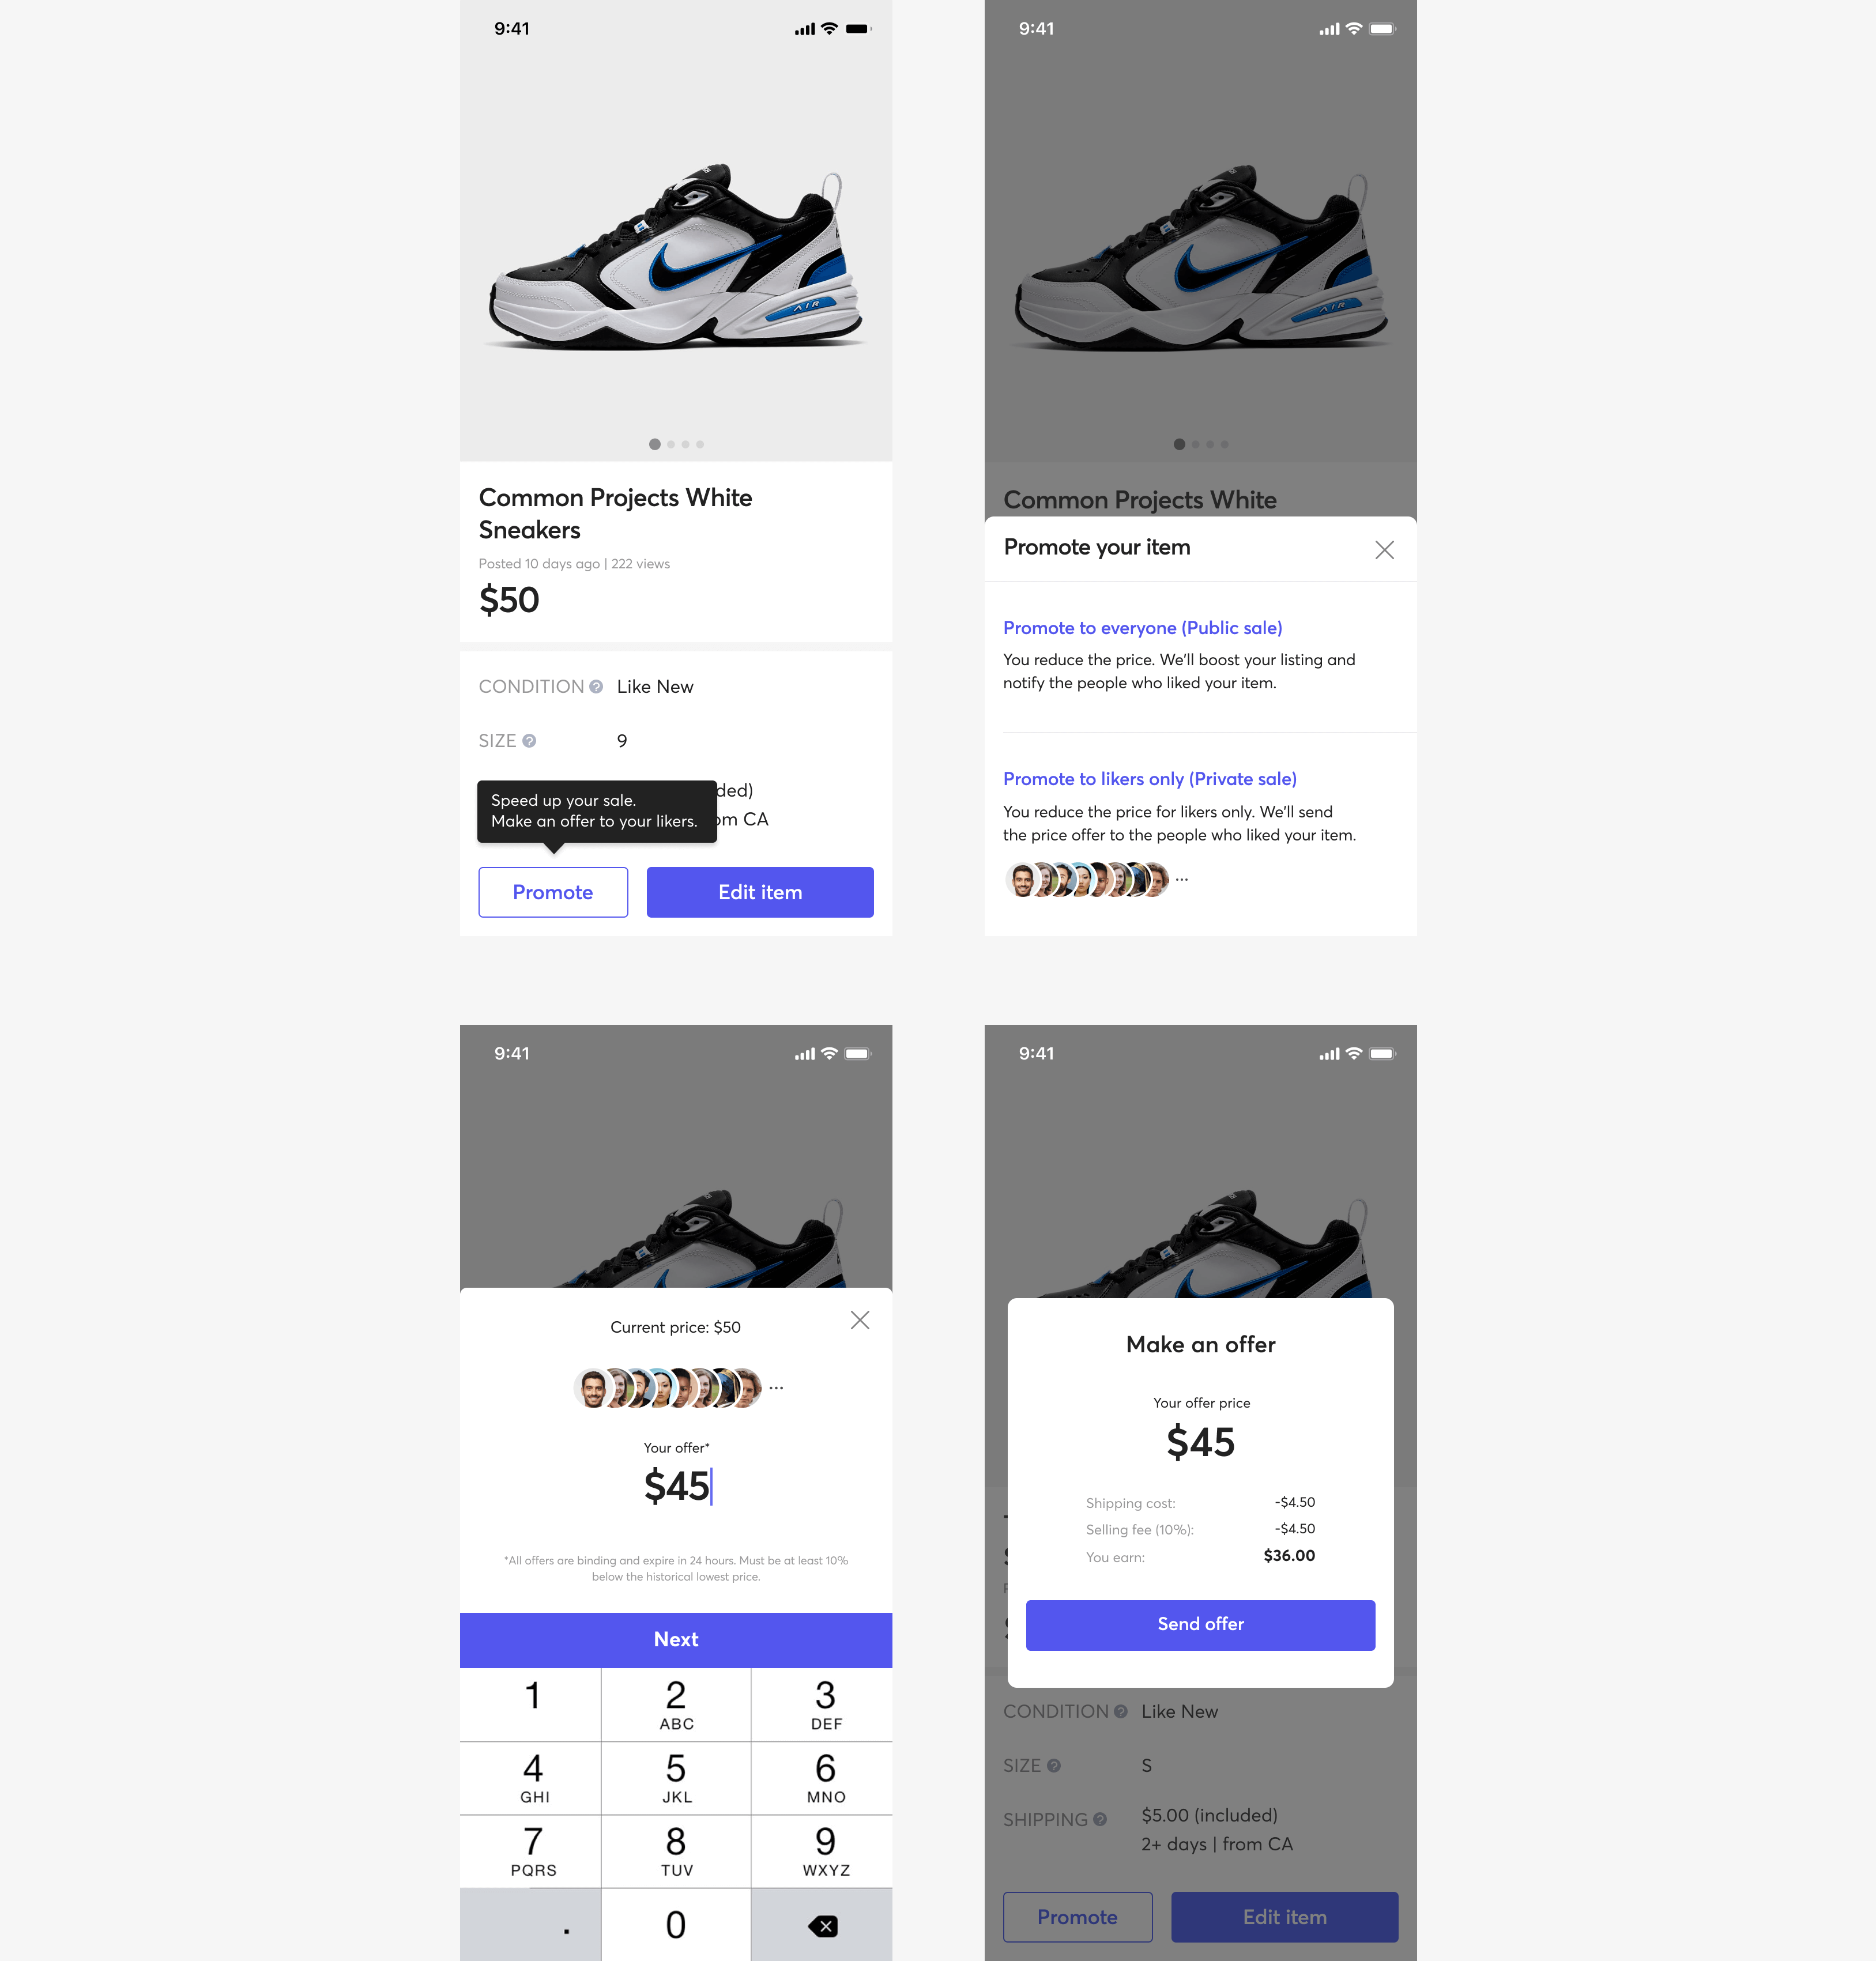 9:41
AIR
Common Projects White
Sneakers
Posted 10 days ago | 222 views
$50
CONDITION ? Like New
SIZE ? 9
ded)
om CA
Speed up your sale.
Make an offer to your likers.
Promote
Edit item
9:41
AIR
Common Projects White
Promote your item
Promote to everyone (Public sale)
You reduce the price. We'll boost your listing and
notify the people who liked your item.
Promote to likers only (Private sale)
You reduce the price for likers only. We'll send
the price offer to the people who liked your item.
...
9:41
Current price: $50
...
Your offer*
$45
*All offers are binding and expire in 24 hours. Must be at least 10%
below the historical lowest price.
Next
1 2 3
ABC DEF
4 5 6
GHI JKL MNO
7 8 9
PQRS TUV WXYZ
. 0
9:41
Make an offer
Your offer price
$45
Shipping cost: -$4.50
Selling fee (10%): -$4.50
You earn: $36.00
Send offer
CONDITION ? Like New
SIZE ? S
SHIPPING ? $5.00 (included)
2+ days | from CA
Promote
Edit item